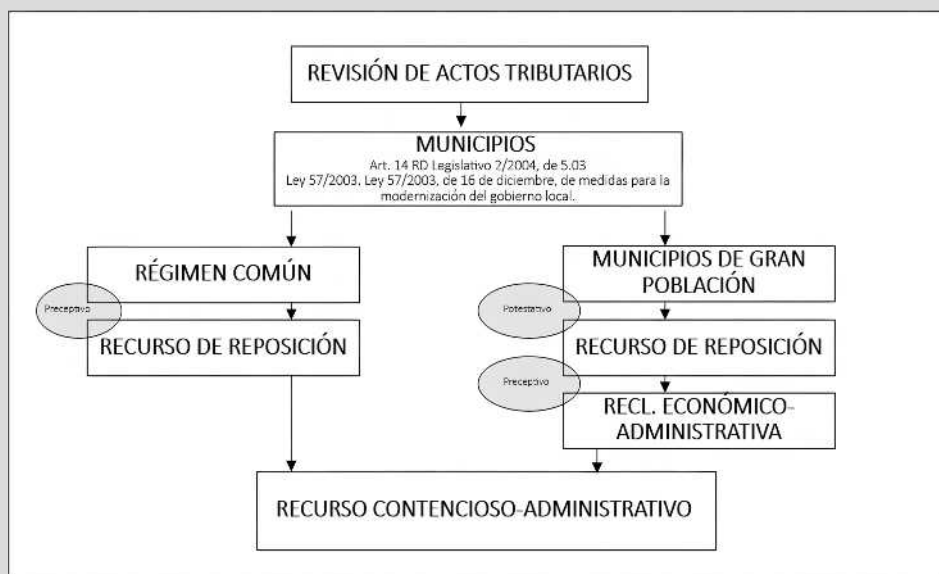 REVISIÓN DE ACTOS TRIBUTARIOS
MUNICIPIOS
Art. 14 RD Legislativo 2/2004, de 5.03
Ley 57/2003. Ley 57/2003, de 16 de diciembre, de medidas para la
modernización del gobierno local.
RÉGIMEN COMÚN
Preceptivo
RECURSO DE REPOSICIÓN
MUNICIPIOS DE GRAN
POBLACIÓN
Potestativo
RECURSO DE REPOSICIÓN
Preceptivo
RECL. ECONÓMICO-
ADMINISTRATIVA
RECURSO CONTENCIOSO-ADMINISTRATIVO